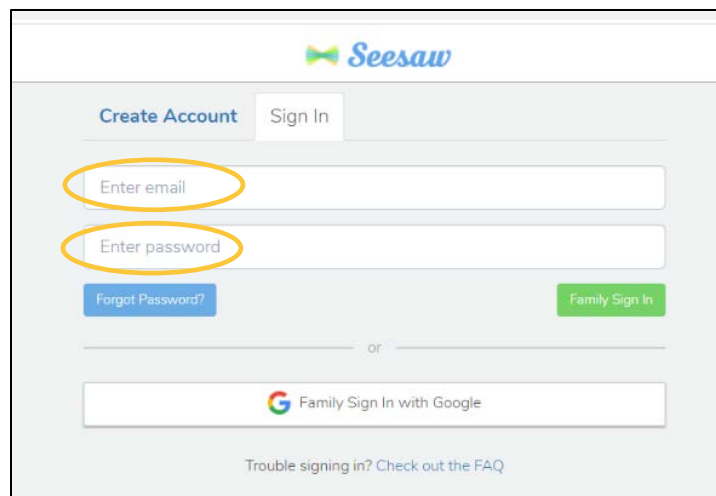 Seesaw
Create Account Sign In
Enter email
Enter password
Forgot Password? Family Sign In
or
Family Sign In with Google
Trouble signing in? Check out the FAQ